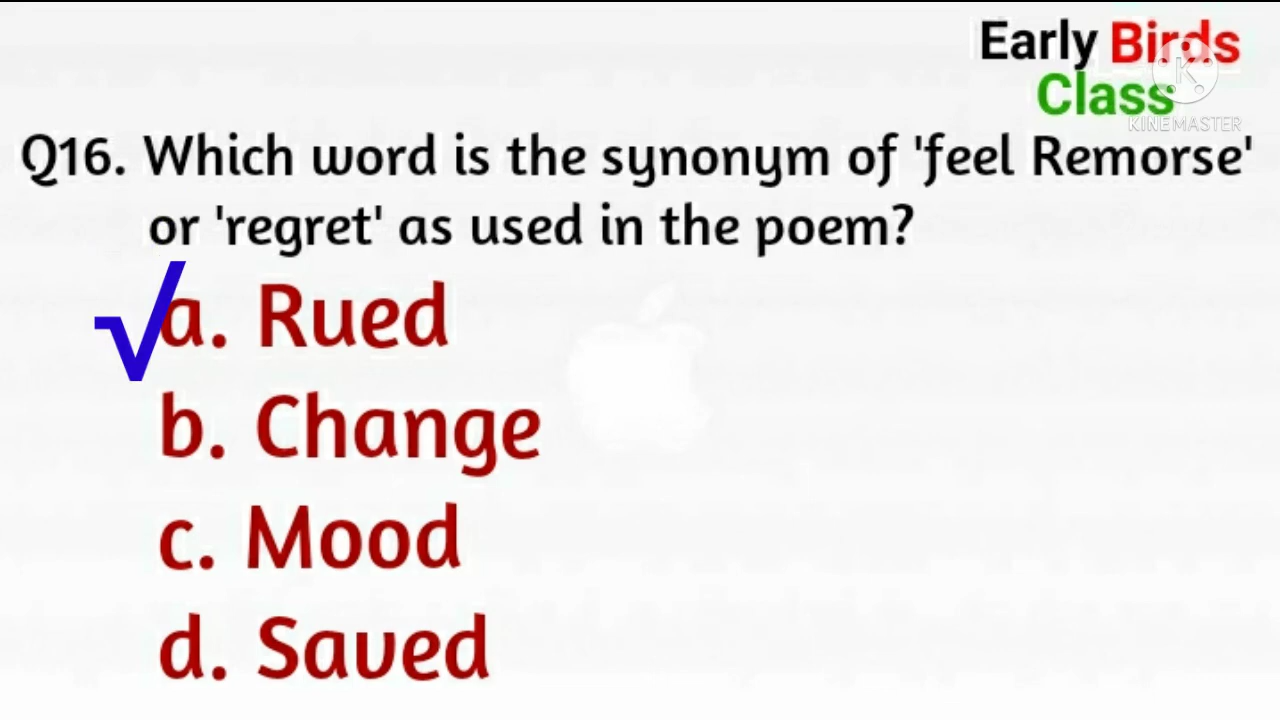 Early Birds
Class
KINEMASTER
Q16. Which word is the synonym of 'feel Remorse'
or 'regret' as used in the poem?
√a. Rued
b. Change
c. Mood
d. Saved